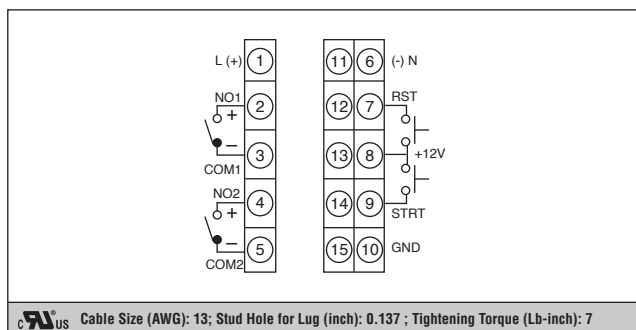 L (+) 1 11 6 (-) N
NO1 + 2 12 7 RST
COM1 − 3 13 8 +12V
NO2 + 4 14 9 STRT
COM2 − 5 15 10 GND
c RU® US Cable Size (AWG): 13; Stud Hole for Lug (inch): 0.137 ; Tightening Torque (Lb-inch): 7